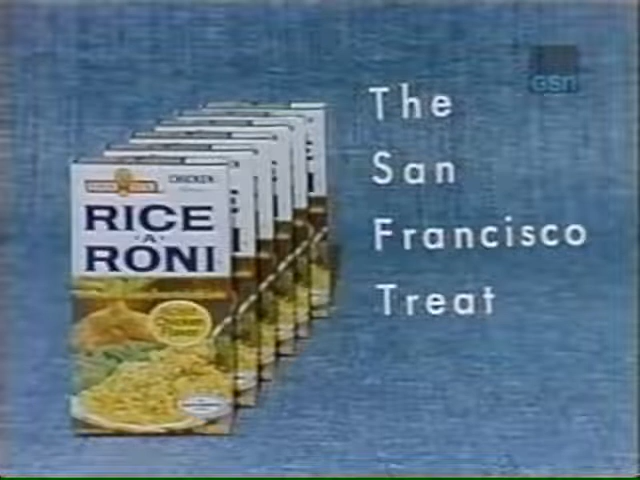 GSN
The
San
Francisco
Treat
CHICKEN
RICE
-A-
RONI